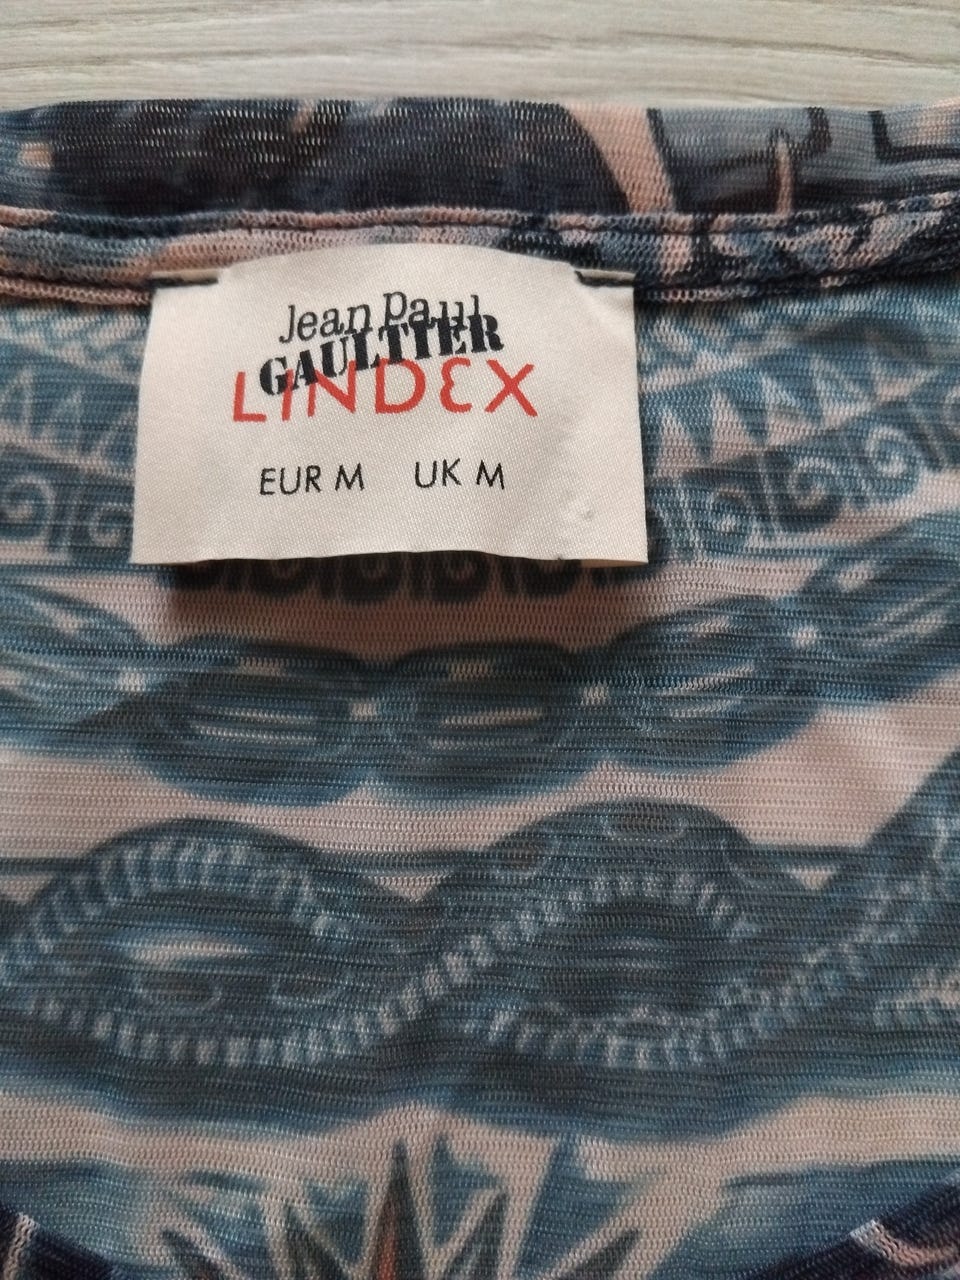 Jean Paul
GAULTIER
LINDEX
EUR M UK M